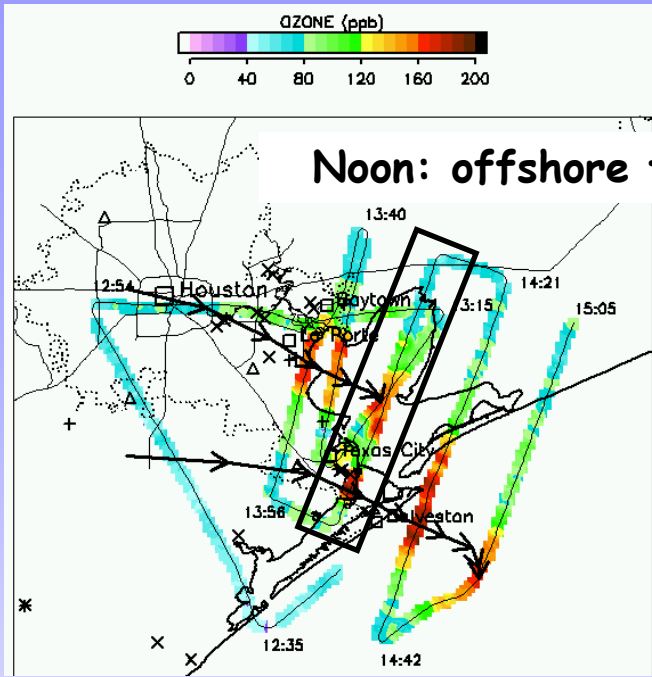 OZONE (ppb)
0 40 80 120 160 200
Noon: offshore
13:40
12:54
Houston
14:21
Baytown
3:15
15:05
La Porte
Texas City
13:56
Galveston
12:35
14:42